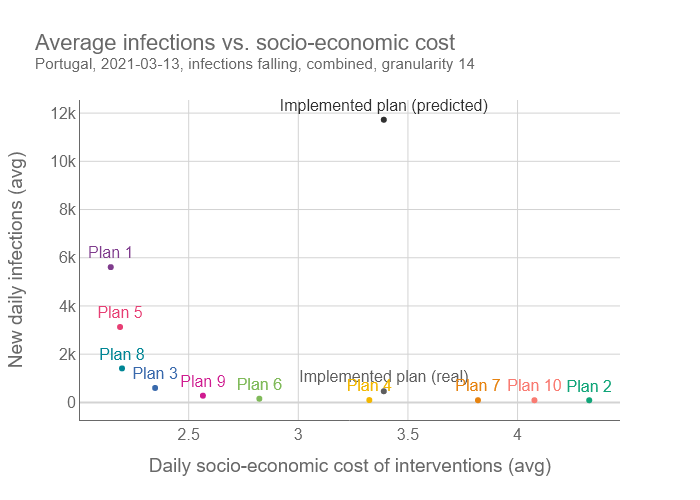 Average infections vs. socio-economic cost
Portugal, 2021-03-13, infections falling, combined, granularity 14
New daily infections (avg)
12k
10k
8k
6k
4k
2k
0
Implemented plan (predicted)
Plan 1
Plan 5
Plan 8
Plan 3
Plan 9
Plan 6
Implemented plan (real)
Plan 4
Plan 7
Plan 10
Plan 2
2.5
3
3.5
4
Daily socio-economic cost of interventions (avg)